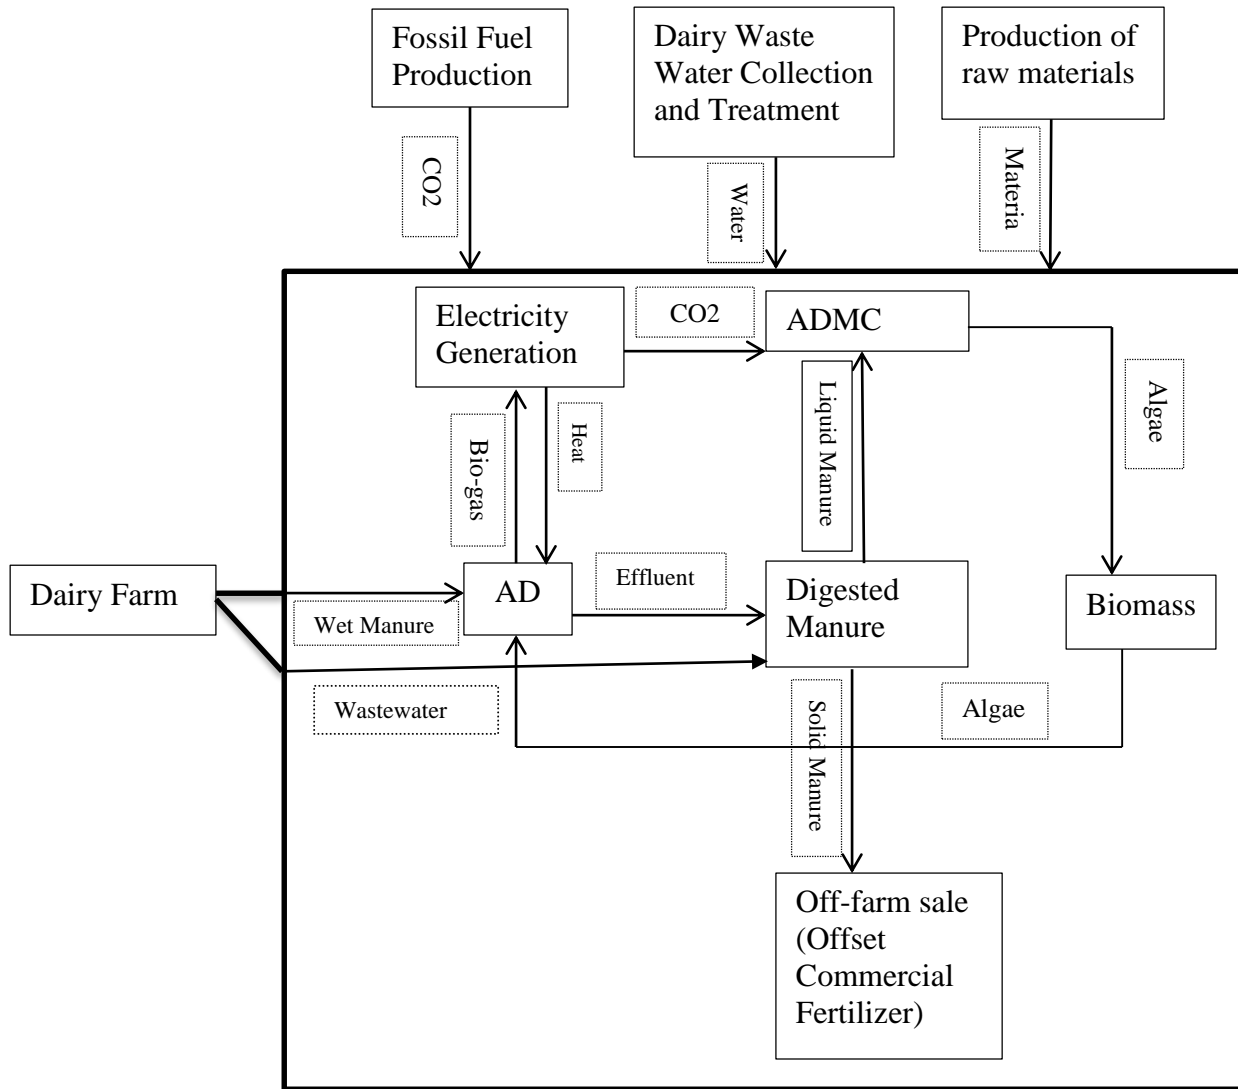 Fossil Fuel
Production
Dairy Waste
Water Collection
and Treatment
Production of
raw materials
CO2
Water
Materia
Electricity
Generation
CO2
ADMC
Bio-gas
Heat
Liquid Manure
Algae
Dairy Farm
Wet Manure
AD
Effluent
Digested
Manure
Biomass
Wastewater
Solid Manure
Algae
Off-farm sale
(Offset
Commercial
Fertilizer)